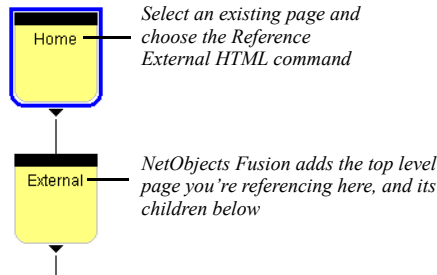 Home
Select an existing page and
choose the Reference
External HTML command
External
NetObjects Fusion adds the top level
page you’re referencing here, and its
children below